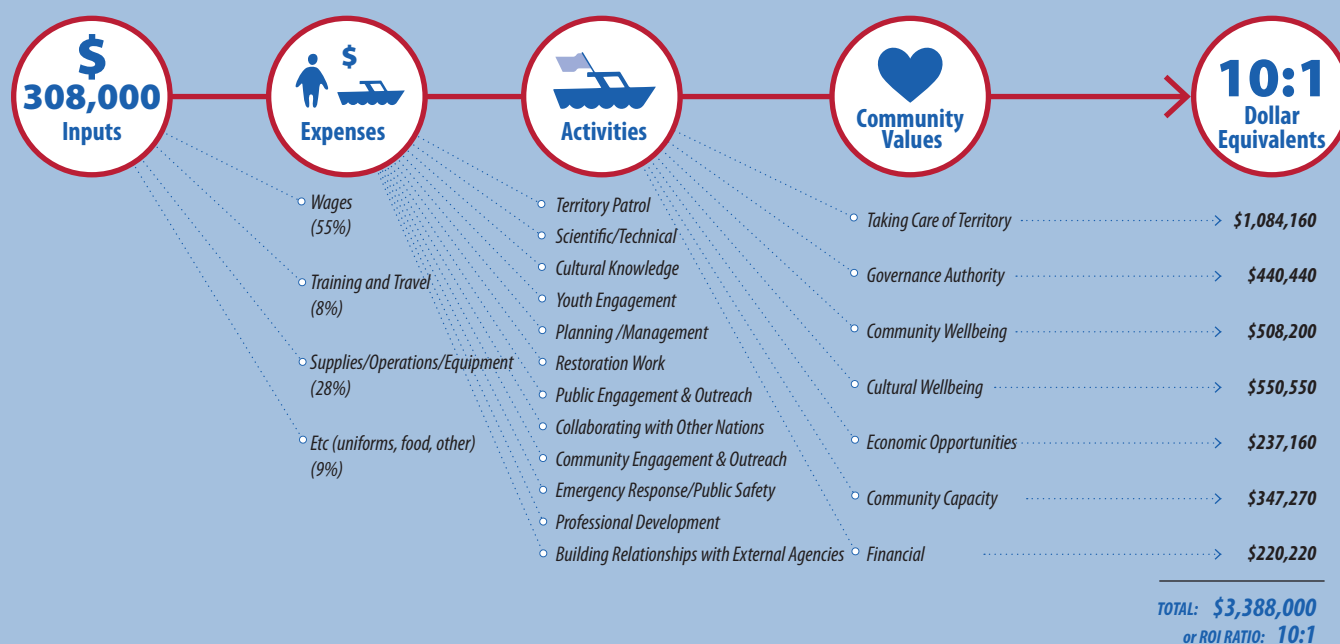 $
308,000
Inputs
$
Expenses
Activities
Community
Values
10:1
Dollar
Equivalents
Wages
(55%)
Training and Travel
(8%)
Supplies/Operations/Equipment
(28%)
Etc (uniforms, food, other)
(9%)
Territory Patrol
Scientific/Technical
Cultural Knowledge
Youth Engagement
Planning /Management
Restoration Work
Public Engagement & Outreach
Collaborating with Other Nations
Community Engagement & Outreach
Emergency Response/Public Safety
Professional Development
Building Relationships with External Agencies
Taking Care of Territory $1,084,160
Governance Authority $440,440
Community Wellbeing $508,200
Cultural Wellbeing $550,550
Economic Opportunities $237,160
Community Capacity $347,270
Financial $220,220
TOTAL: $3,388,000
or ROI RATIO: 10:1